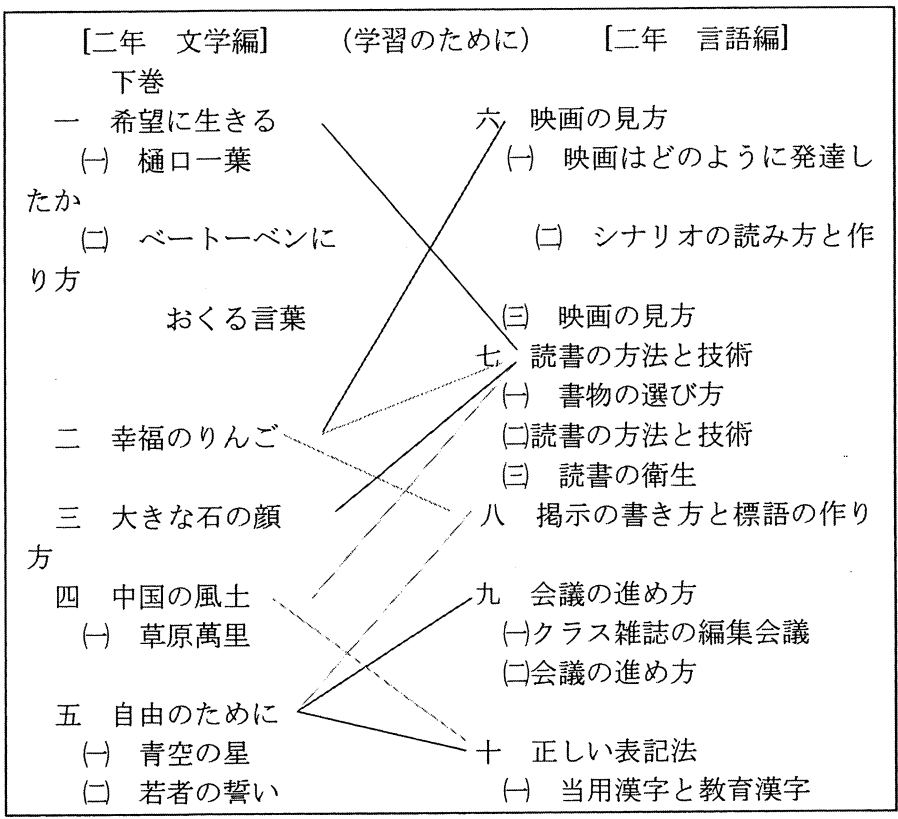 [二年　文学編]　　(学習のために)　　[二年　言語編]
下巻
一　希望に生きる　　六　映画の見方
㈠　樋口一葉　　㈠　映画はどのように発達し
たか
㈡　ベートーベンに　　㈡　シナリオの読み方と作
り方
おくる言葉　　㈢　映画の見方
七　読書の方法と技術
㈠　書物の選び方
二　幸福のりんご　　㈡読書の方法と技術
㈢　読書の衛生
三　大きな石の顔　　八　掲示の書き方と標語の作り
方
四　中国の風土　　九　会議の進め方
㈠　草原萬里　　㈠クラス雑誌の編集会議
㈡会議の進め方
五　自由のために
㈠　青空の星　　十　正しい表記法
㈡　若者の誓い　　㈠　当用漢字と教育漢字